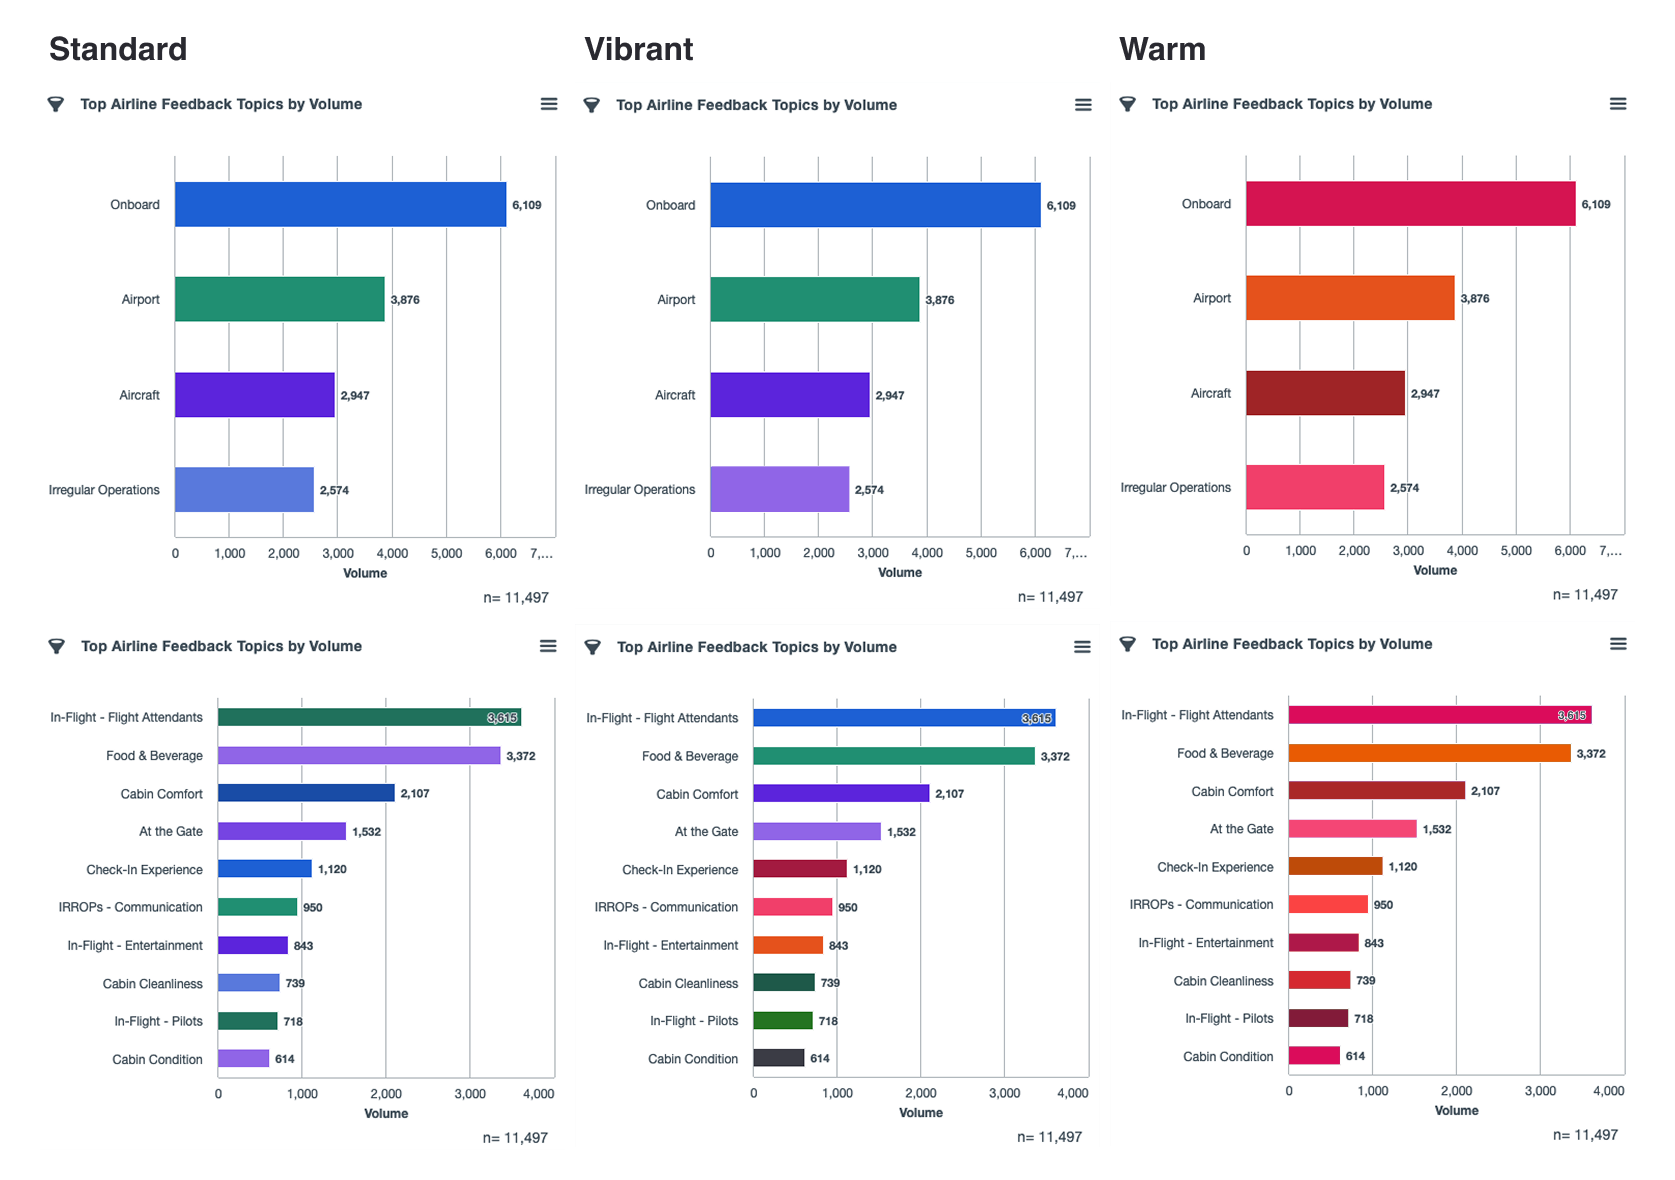 Standard
Top Airline Feedback Topics by Volume
Onboard
6,109
Airport
3,876
Aircraft
2,947
Irregular Operations
2,574
0 1,000 2,000 3,000 4,000 5,000 6,000 7,...
Volume
n= 11,497
Top Airline Feedback Topics by Volume
In-Flight - Flight Attendants
3,615
Food & Beverage
3,372
Cabin Comfort
2,107
At the Gate
1,532
Check-In Experience
1,120
IRROPs - Communication
950
In-Flight - Entertainment
843
Cabin Cleanliness
739
In-Flight - Pilots
718
Cabin Condition
614
0 1,000 2,000 3,000 4,000
Volume
n= 11,497
Vibrant
Top Airline Feedback Topics by Volume
Onboard
6,109
Airport
3,876
Aircraft
2,947
Irregular Operations
2,574
0 1,000 2,000 3,000 4,000 5,000 6,000 7,...
Volume
n= 11,497
Top Airline Feedback Topics by Volume
In-Flight - Flight Attendants
3,615
Food & Beverage
3,372
Cabin Comfort
2,107
At the Gate
1,532
Check-In Experience
1,120
IRROPs - Communication
950
In-Flight - Entertainment
843
Cabin Cleanliness
739
In-Flight - Pilots
718
Cabin Condition
614
0 1,000 2,000 3,000 4,000
Volume
n= 11,497
Warm
Top Airline Feedback Topics by Volume
Onboard
6,109
Airport
3,876
Aircraft
2,947
Irregular Operations
2,574
0 1,000 2,000 3,000 4,000 5,000 6,000 7,...
Volume
n= 11,497
Top Airline Feedback Topics by Volume
In-Flight - Flight Attendants
3,615
Food & Beverage
3,372
Cabin Comfort
2,107
At the Gate
1,532
Check-In Experience
1,120
IRROPs - Communication
950
In-Flight - Entertainment
843
Cabin Cleanliness
739
In-Flight - Pilots
718
Cabin Condition
614
0 1,000 2,000 3,000 4,000
Volume
n= 11,497